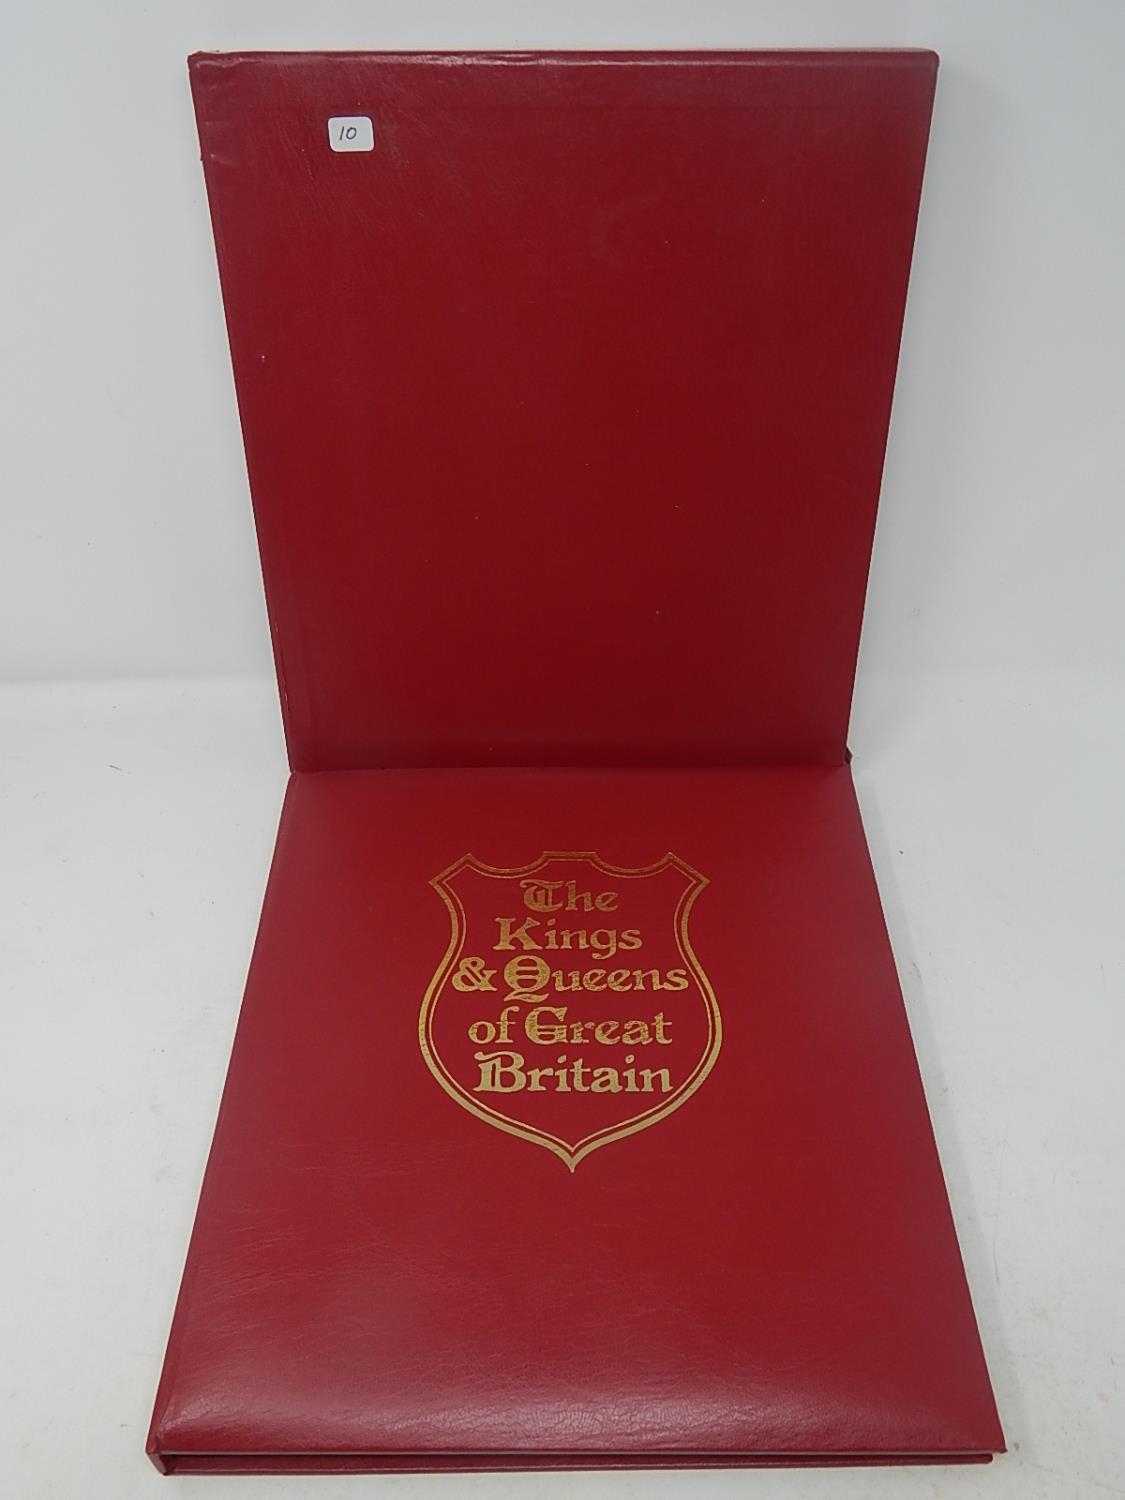 10
The
Kings
& Queens
of Great
Britain